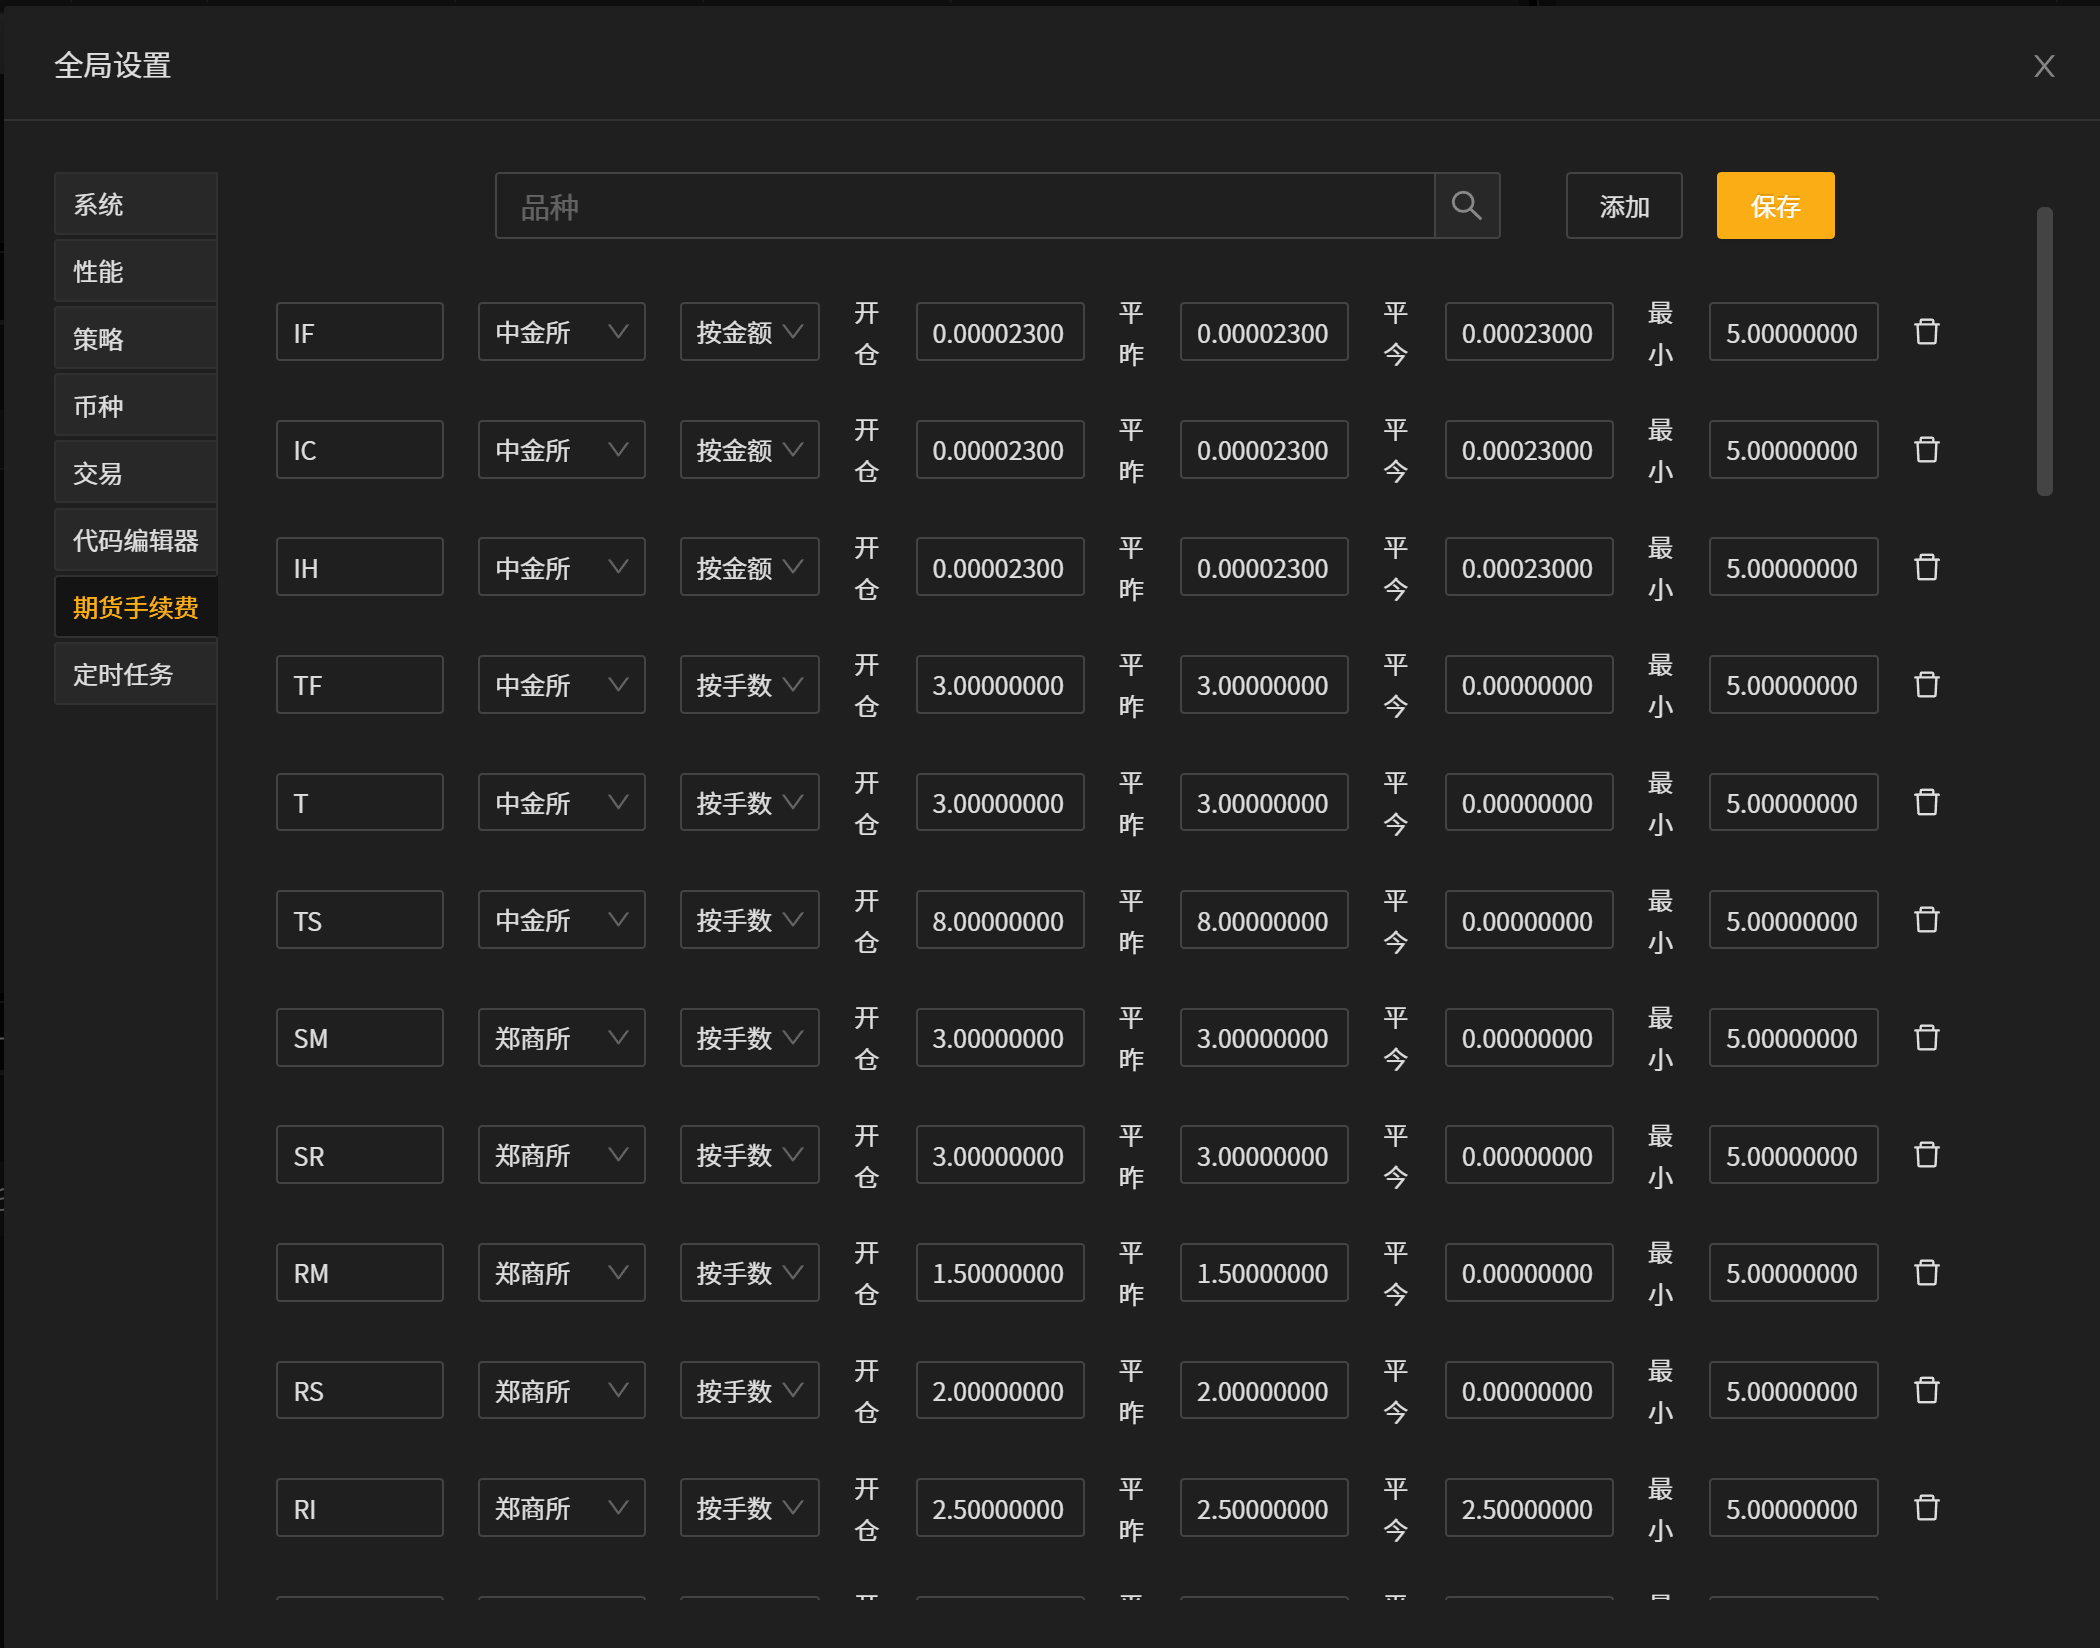 全局设置
系统
性能
策略
币种
交易
代码编辑器
期货手续费
定时任务
品种
添加
保存
IF 中金所 按金额 开仓 0.00002300 平昨 0.00002300 平今 0.00023000 最小 5.00000000
IC 中金所 按金额 开仓 0.00002300 平昨 0.00002300 平今 0.00023000 最小 5.00000000
IH 中金所 按金额 开仓 0.00002300 平昨 0.00002300 平今 0.00023000 最小 5.00000000
TF 中金所 按手数 开仓 3.00000000 平昨 3.00000000 平今 0.00000000 最小 5.00000000
T 中金所 按手数 开仓 3.00000000 平昨 3.00000000 平今 0.00000000 最小 5.00000000
TS 中金所 按手数 开仓 8.00000000 平昨 8.00000000 平今 0.00000000 最小 5.00000000
SM 郑商所 按手数 开仓 3.00000000 平昨 3.00000000 平今 0.00000000 最小 5.00000000
SR 郑商所 按手数 开仓 3.00000000 平昨 3.00000000 平今 0.00000000 最小 5.00000000
RM 郑商所 按手数 开仓 1.50000000 平昨 1.50000000 平今 0.00000000 最小 5.00000000
RS 郑商所 按手数 开仓 2.00000000 平昨 2.00000000 平今 0.00000000 最小 5.00000000
RI 郑商所 按手数 开仓 2.50000000 平昨 2.50000000 平今 2.50000000 最小 5.00000000